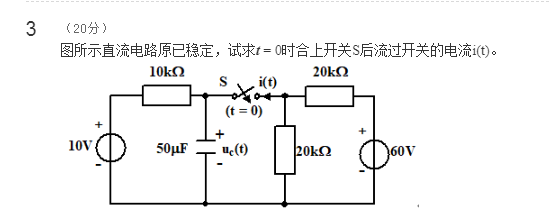 3 （20分）
图所示直流电路原已稳定，试求t = 0时合上开关S后流过开关的电流i(t)。
10kΩ S i(t) 20kΩ
(t = 0)
+ + +
10V 50μF uc(t) 20kΩ 60V
- - -